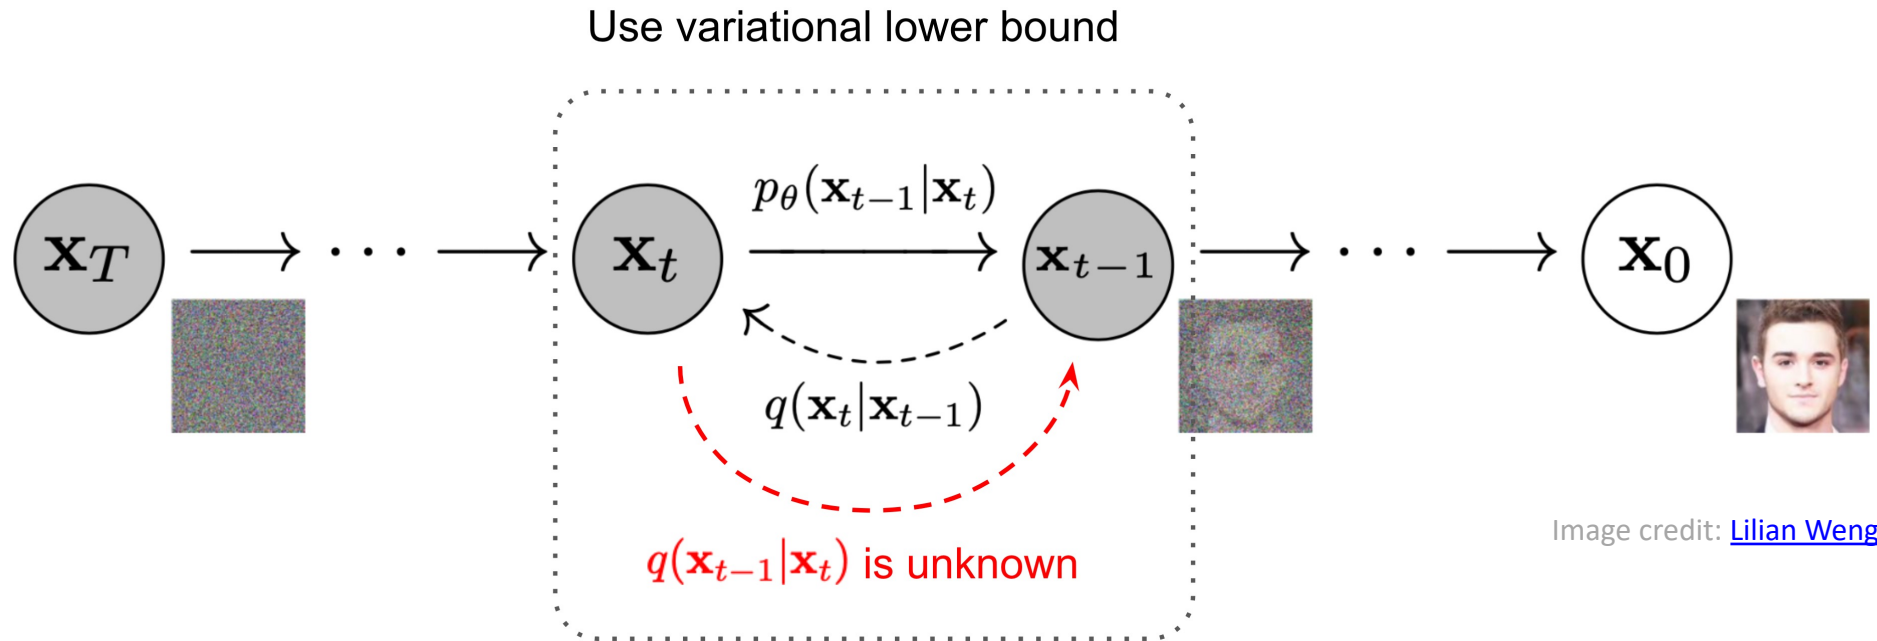 Use variational lower bound
p_θ(x_{t−1}|x_t)
x_T → · · · → x_t → x_{t−1} → · · · → x_0
q(x_t|x_{t−1})
q(x_{t−1}|x_t) is unknown
Image credit: Lilian Weng